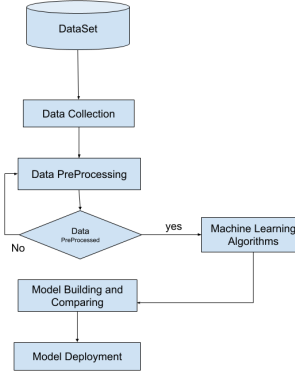 DataSet
Data Collection
Data PreProcessing
Data
PreProcessed
yes
No
Machine Learning
Algorithms
Model Building and
Comparing
Model Deployment